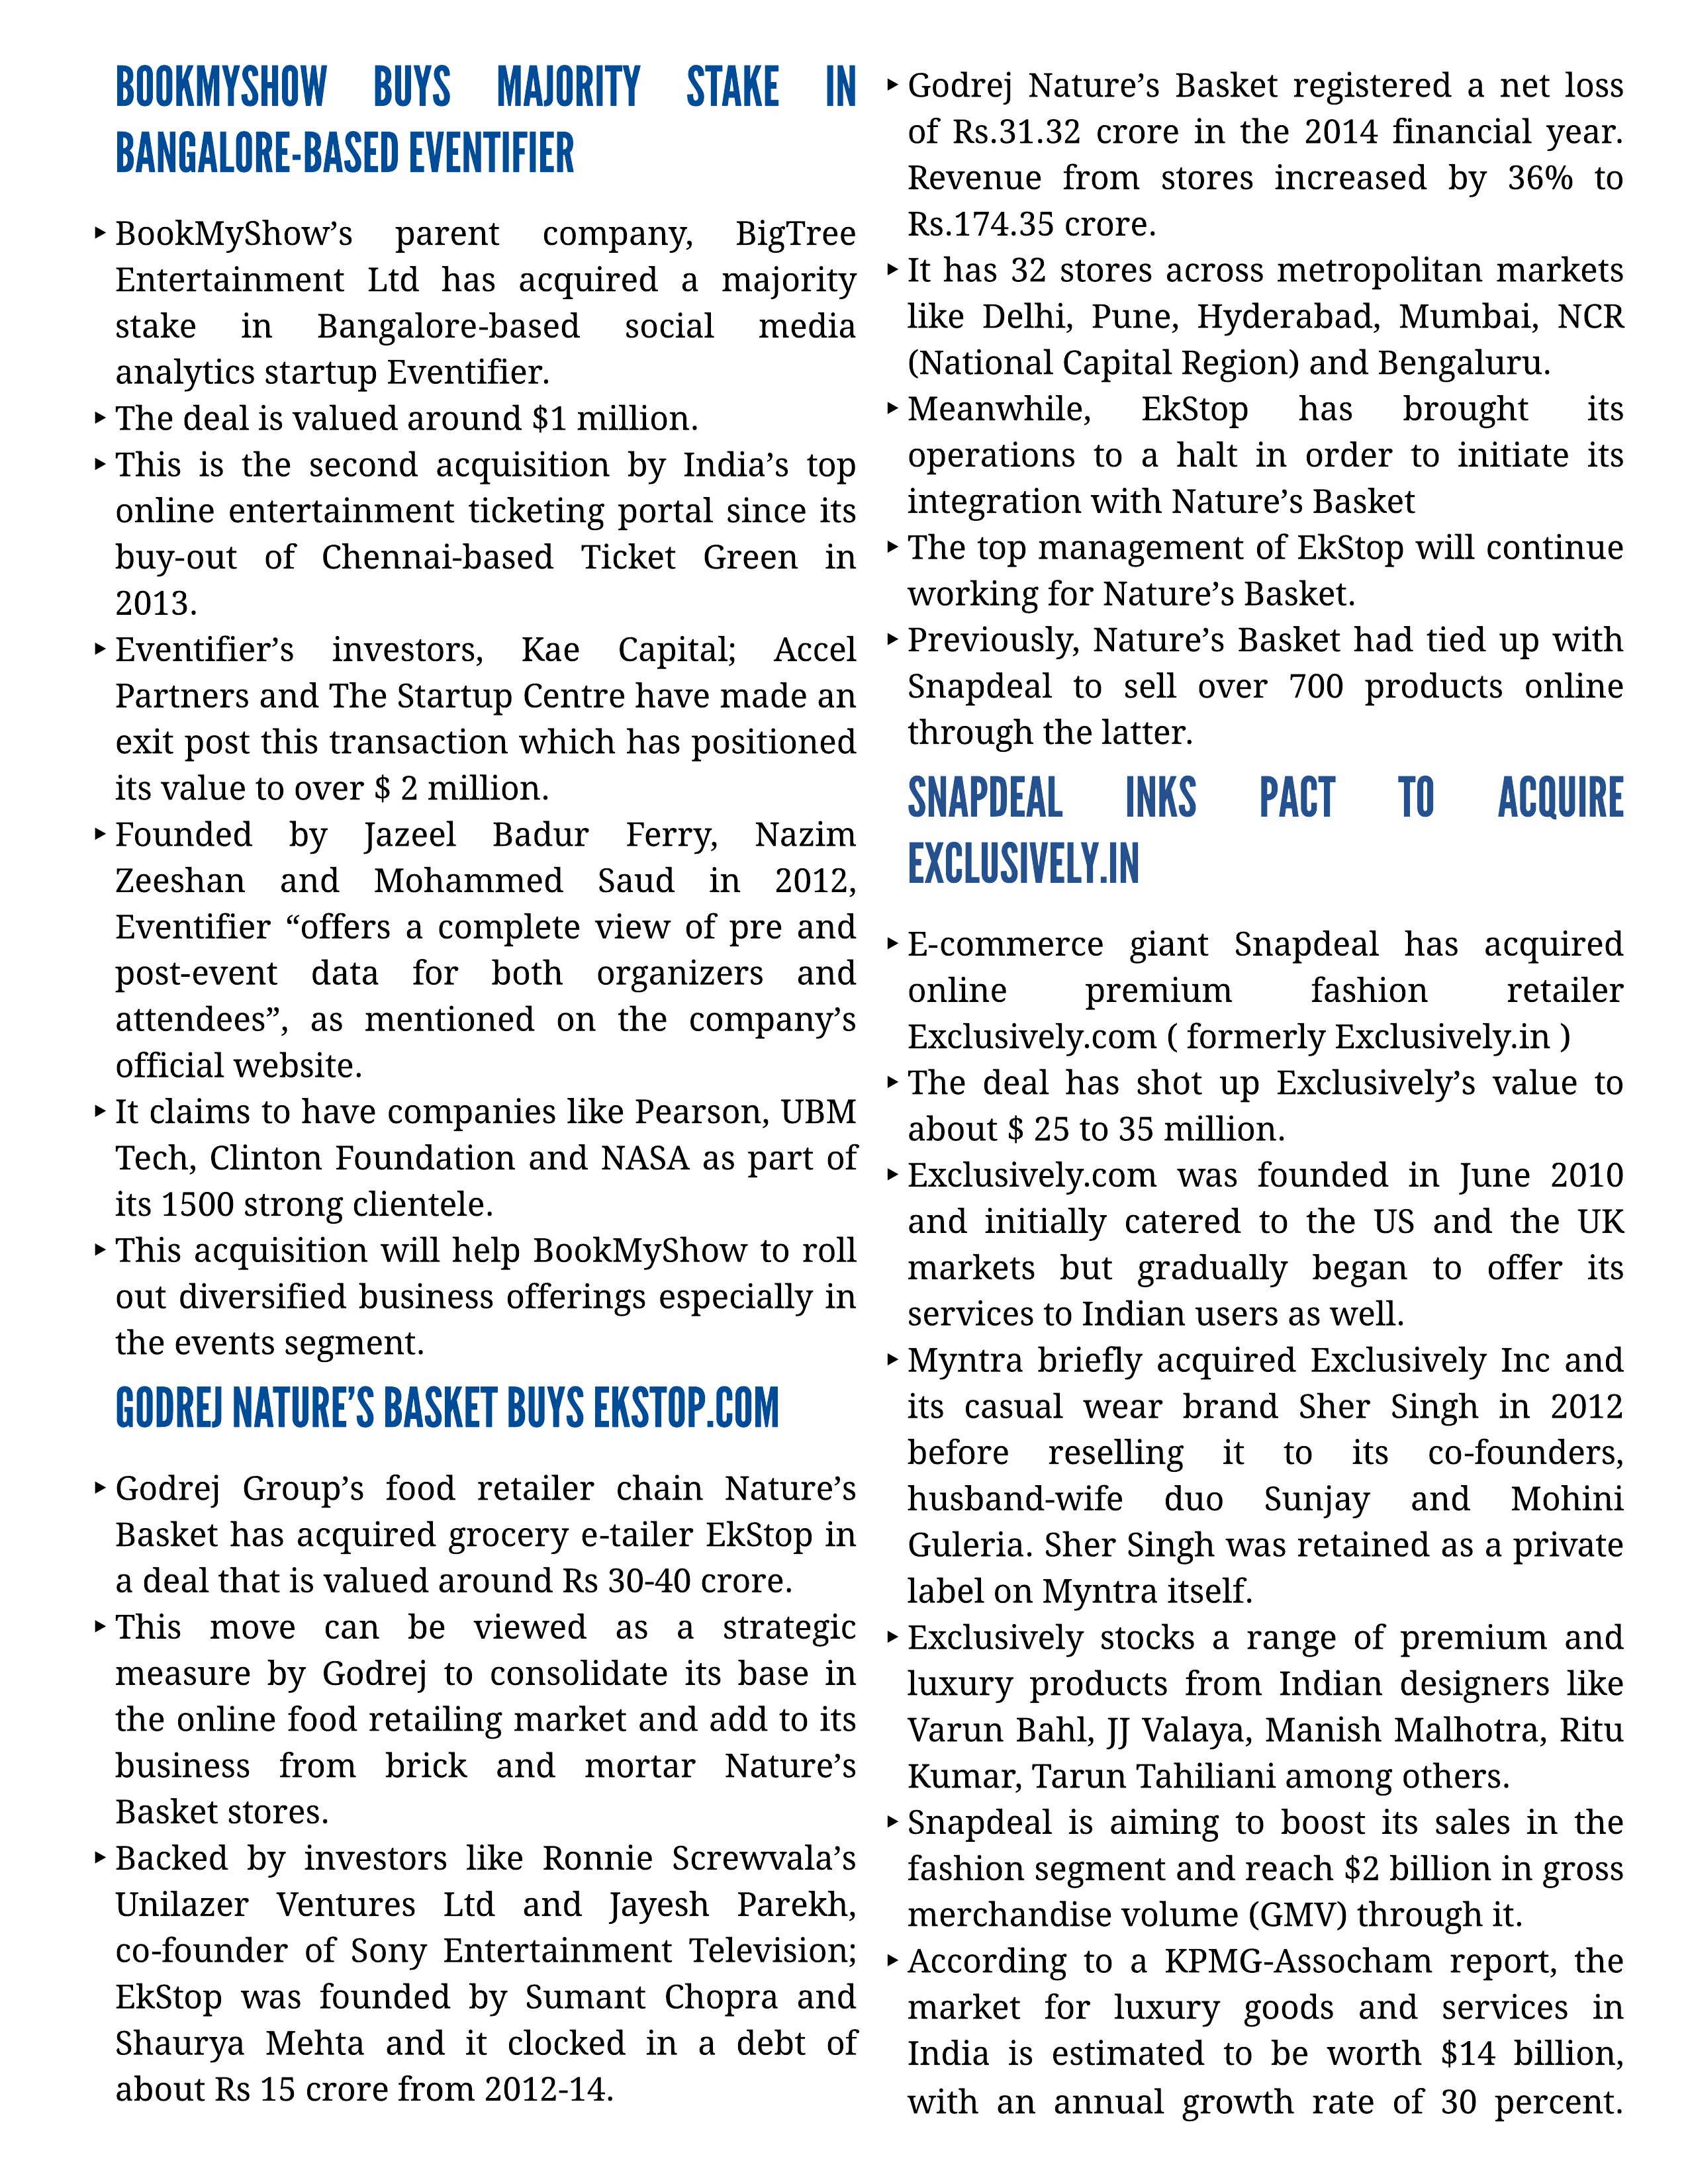 BOOKMYSHOW BUYS MAJORITY STAKE IN
BANGALORE-BASED EVENTIFIER
‣ BookMyShow’s parent company, BigTree
Entertainment Ltd has acquired a majority
stake in Bangalore-based social media
analytics startup Eventifier.
‣ The deal is valued around $1 million.
‣ This is the second acquisition by India’s top
online entertainment ticketing portal since its
buy-out of Chennai-based Ticket Green in
2013.
‣ Eventifier’s investors, Kae Capital; Accel
Partners and The Startup Centre have made an
exit post this transaction which has positioned
its value to over $ 2 million.
‣ Founded by Jazeel Badur Ferry, Nazim
Zeeshan and Mohammed Saud in 2012,
Eventifier “offers a complete view of pre and
post-event data for both organizers and
attendees”, as mentioned on the company’s
official website.
‣ It claims to have companies like Pearson, UBM
Tech, Clinton Foundation and NASA as part of
its 1500 strong clientele.
‣ This acquisition will help BookMyShow to roll
out diversified business offerings especially in
the events segment.
GODREJ NATURE’S BASKET BUYS EKSTOP.COM
‣ Godrej Group’s food retailer chain Nature’s
Basket has acquired grocery e-tailer EkStop in
a deal that is valued around Rs 30-40 crore.
‣ This move can be viewed as a strategic
measure by Godrej to consolidate its base in
the online food retailing market and add to its
business from brick and mortar Nature’s
Basket stores.
‣ Backed by investors like Ronnie Screwvala’s
Unilazer Ventures Ltd and Jayesh Parekh,
co-founder of Sony Entertainment Television;
EkStop was founded by Sumant Chopra and
Shaurya Mehta and it clocked in a debt of
about Rs 15 crore from 2012-14.
‣ Godrej Nature’s Basket registered a net loss
of Rs.31.32 crore in the 2014 financial year.
Revenue from stores increased by 36% to
Rs.174.35 crore.
‣ It has 32 stores across metropolitan markets
like Delhi, Pune, Hyderabad, Mumbai, NCR
(National Capital Region) and Bengaluru.
‣ Meanwhile, EkStop has brought its
operations to a halt in order to initiate its
integration with Nature’s Basket
‣ The top management of EkStop will continue
working for Nature’s Basket.
‣ Previously, Nature’s Basket had tied up with
Snapdeal to sell over 700 products online
through the latter.
SNAPDEAL INKS PACT TO ACQUIRE
EXCLUSIVELY.IN
‣ E-commerce giant Snapdeal has acquired
online premium fashion retailer
Exclusively.com ( formerly Exclusively.in )
‣ The deal has shot up Exclusively’s value to
about $ 25 to 35 million.
‣ Exclusively.com was founded in June 2010
and initially catered to the US and the UK
markets but gradually began to offer its
services to Indian users as well.
‣ Myntra briefly acquired Exclusively Inc and
its casual wear brand Sher Singh in 2012
before reselling it to its co-founders,
husband-wife duo Sunjay and Mohini
Guleria. Sher Singh was retained as a private
label on Myntra itself.
‣ Exclusively stocks a range of premium and
luxury products from Indian designers like
Varun Bahl, JJ Valaya, Manish Malhotra, Ritu
Kumar, Tarun Tahiliani among others.
‣ Snapdeal is aiming to boost its sales in the
fashion segment and reach $2 billion in gross
merchandise volume (GMV) through it.
‣ According to a KPMG-Assocham report, the
market for luxury goods and services in
India is estimated to be worth $14 billion,
with an annual growth rate of 30 percent.